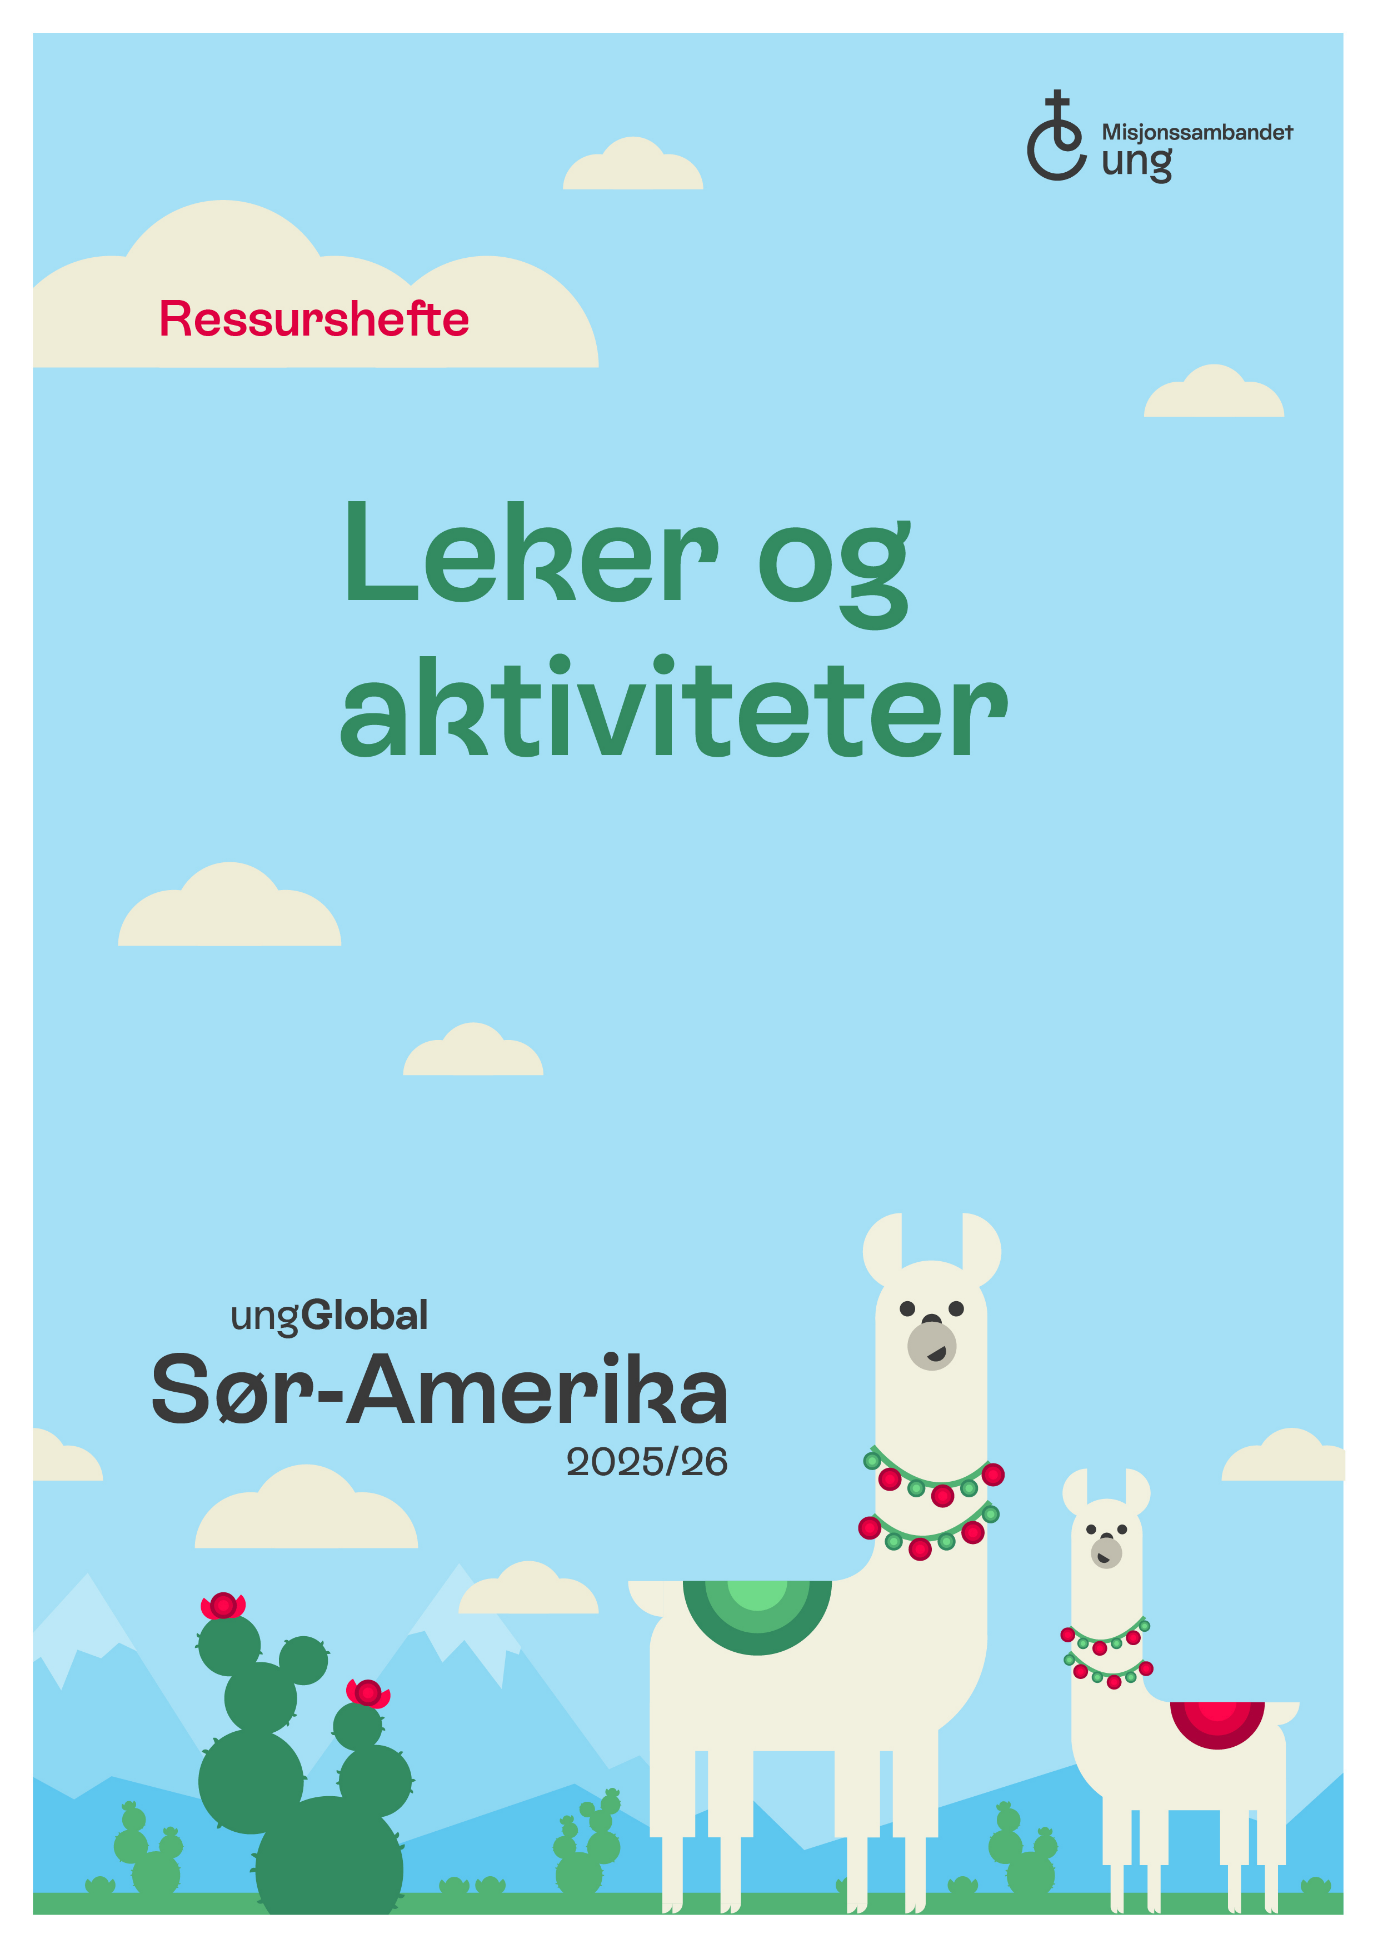 Misjonssambandet
ung
Ressurshefte
Leker og
aktiviteter
ungGlobal
Sør-Amerika
2025/26